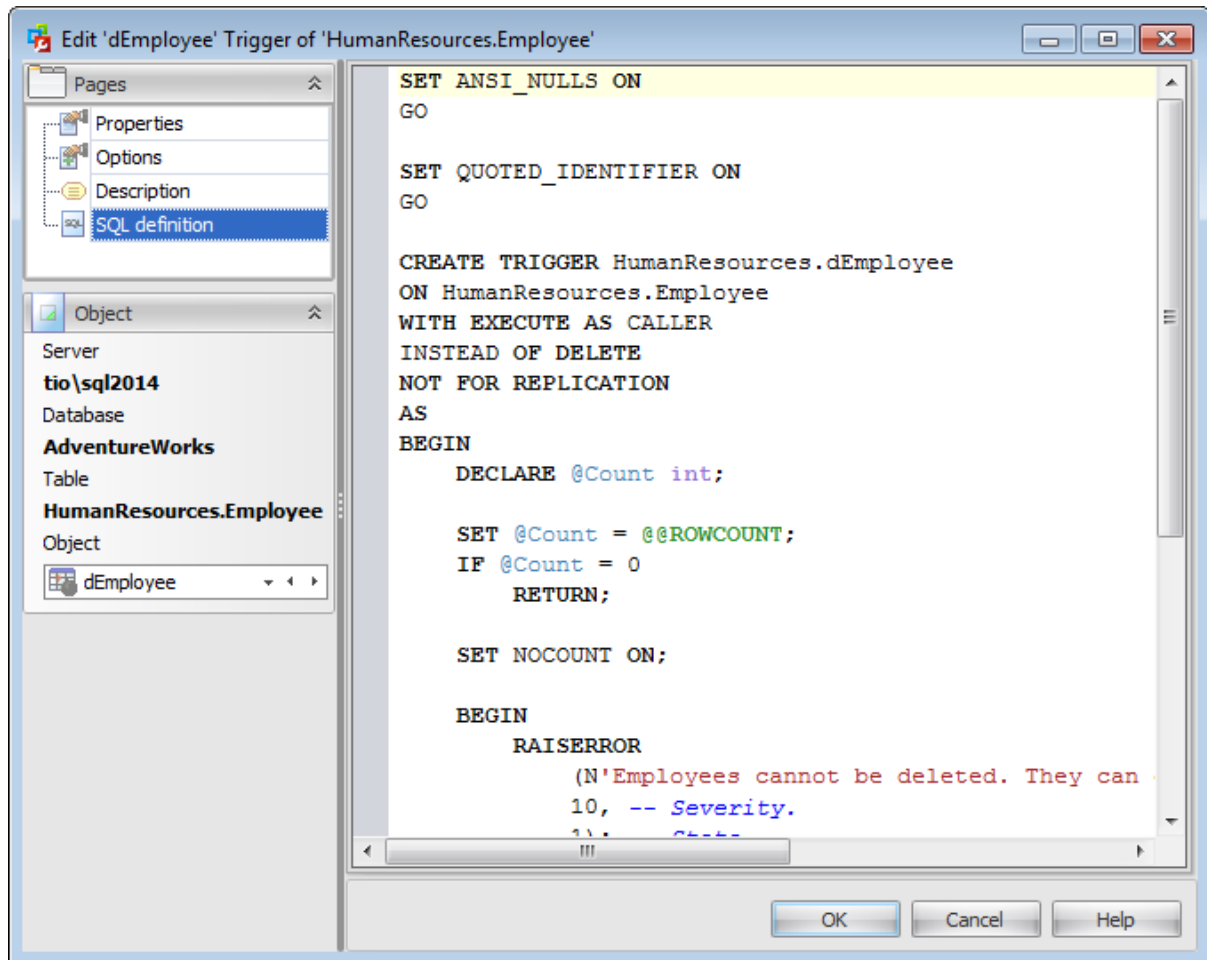 Edit 'dEmployee' Trigger of 'HumanResources.Employee'
Pages
Properties
Options
Description
SQL
SQL definition
Object
Server
tio\sql2014
Database
AdventureWorks
Table
HumanResources.Employee
Object
dEmployee
SET ANSI_NULLS ON
GO
SET QUOTED_IDENTIFIER ON
GO
CREATE TRIGGER HumanResources.dEmployee
ON HumanResources.Employee
WITH EXECUTE AS CALLER
INSTEAD OF DELETE
NOT FOR REPLICATION
AS
BEGIN
DECLARE @Count int;
SET @Count = @@ROWCOUNT;
IF @Count = 0
RETURN;
SET NOCOUNT ON;
BEGIN
RAISERROR
(N'Employees cannot be deleted. They can
10, -- Severity.
OK
Cancel
Help